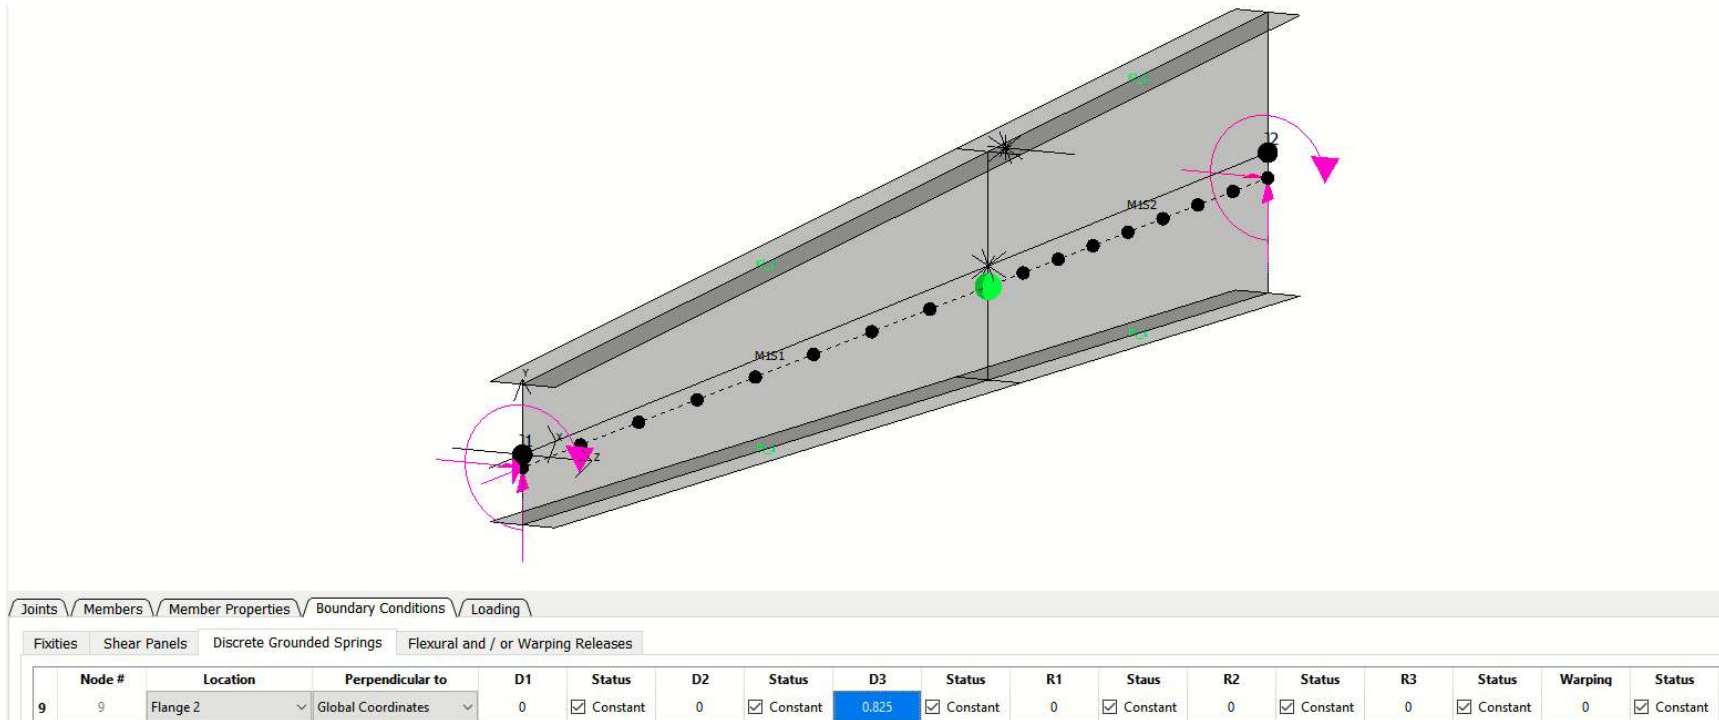 J2
M1S2
M1S1
Y
J1
X
Z
Joints Members Member Properties Boundary Conditions Loading
Fixities Shear Panels Discrete Grounded Springs Flexural and / or Warping Releases
Node # Location Perpendicular to D1 Status D2 Status D3 Status R1 Staus R2 Status R3 Status Warping Status
9 9 Flange 2 Global Coordinates 0 Constant 0 Constant 0.825 Constant 0 Constant 0 Constant 0 Constant 0 Constant